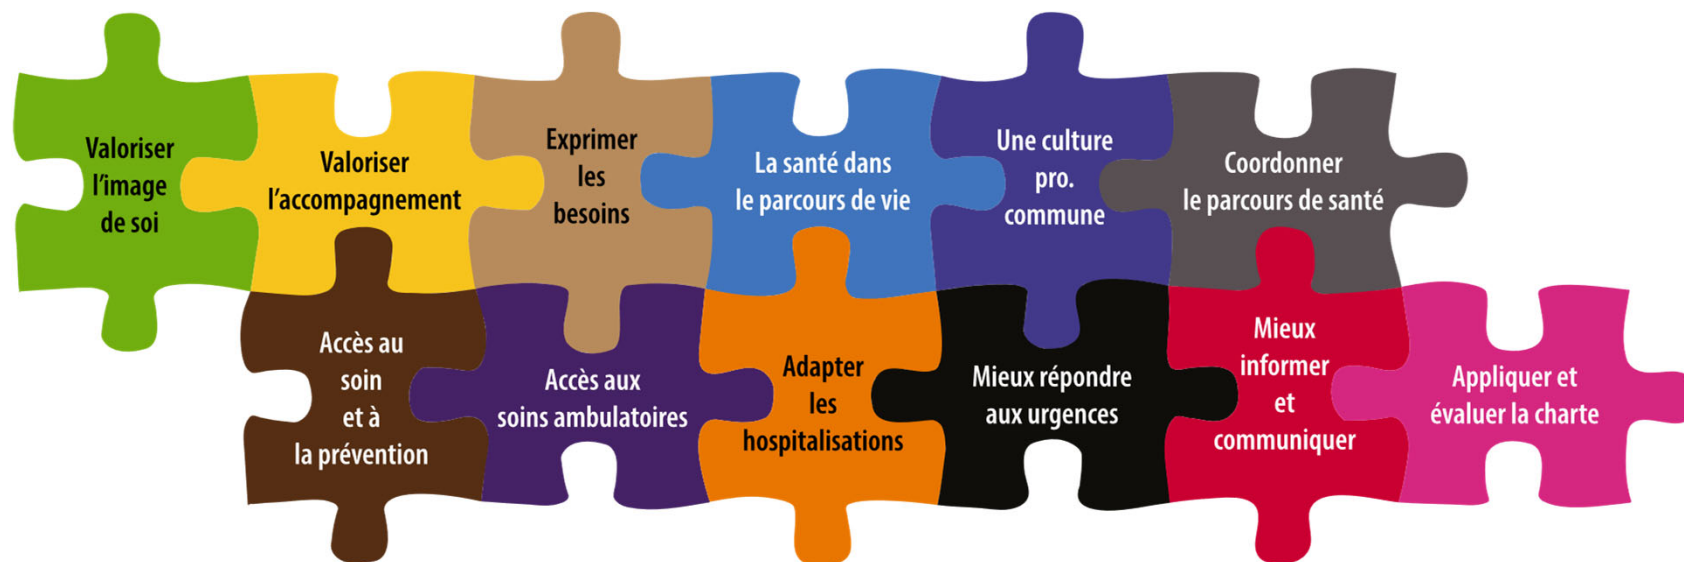 Valoriser
l'image
de soi
Valoriser
l'accompagnement
Exprimer
les
besoins
La santé dans
le parcours de vie
Une culture
pro.
commune
Coordonner
le parcours de santé
Accès au
soin
et à
la prévention
Accès aux
soins ambulatoires
Adapter
les
hospitalisations
Mieux répondre
aux urgences
Mieux
informer
et
communiquer
Appliquer et
évaluer la charte